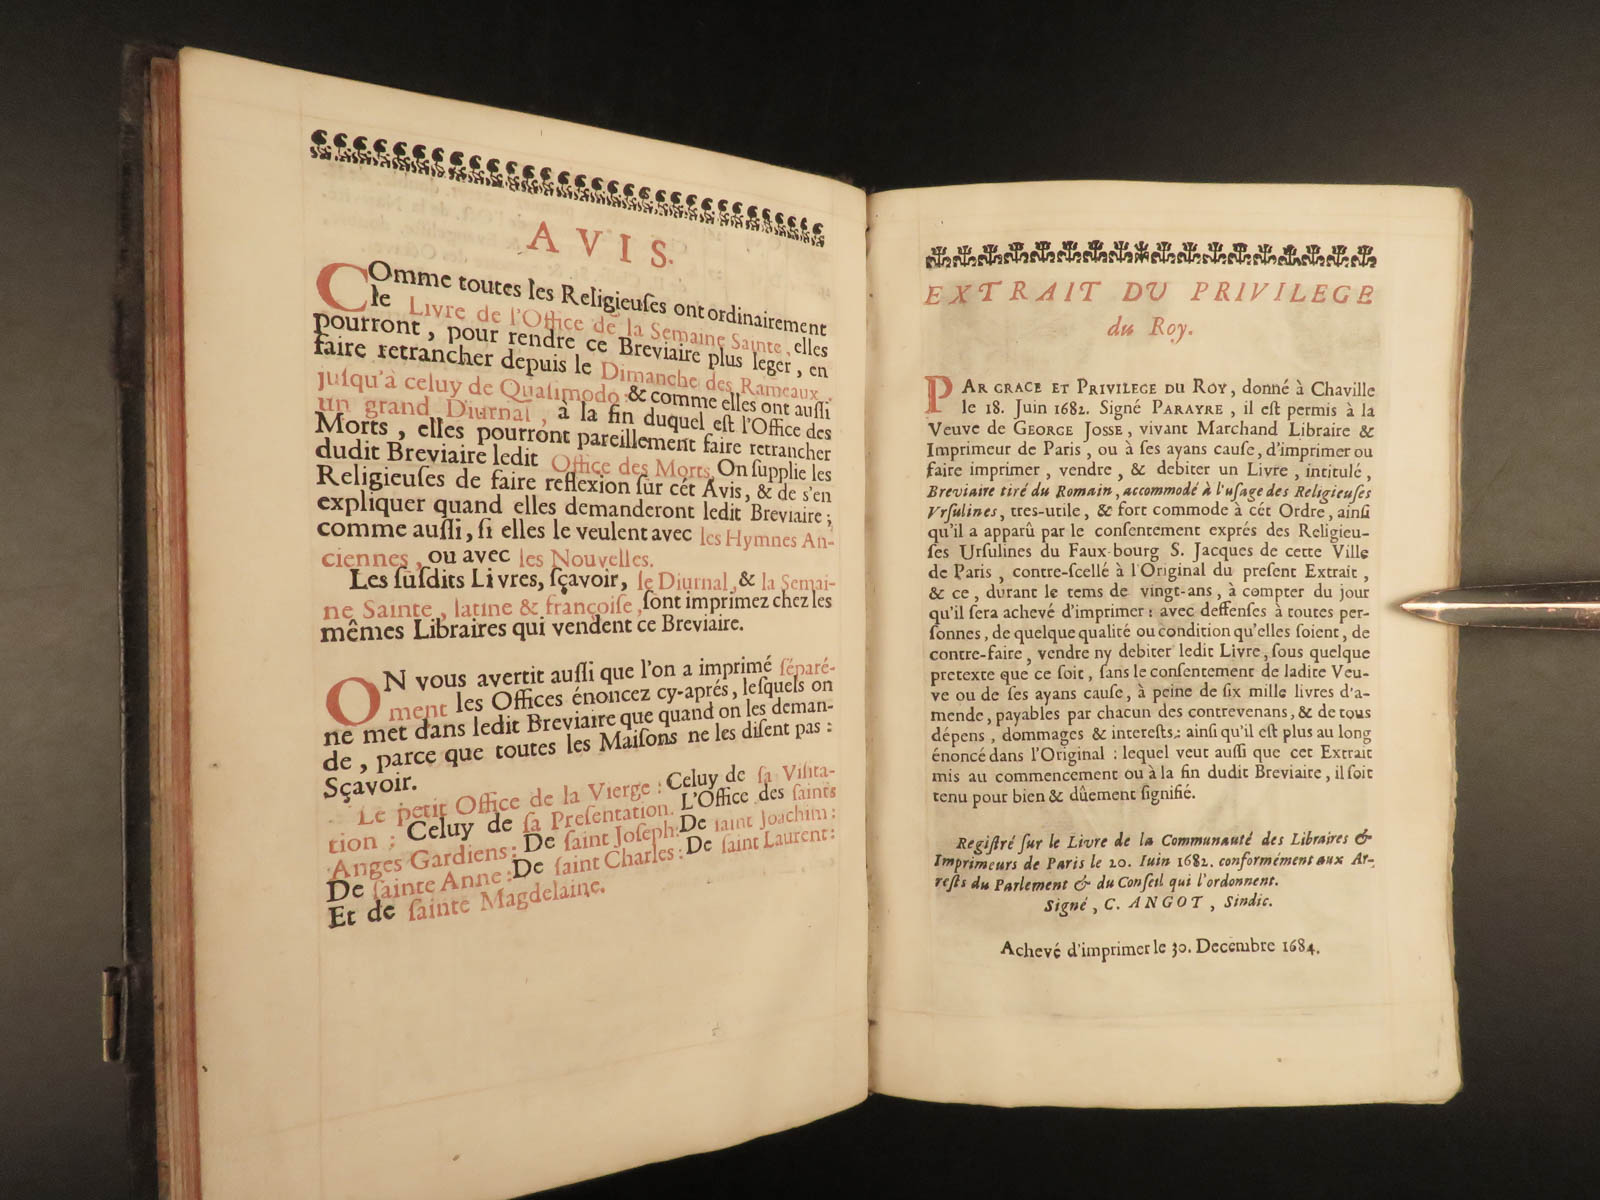 AVIS.
COmme toutes les Religieuſes ont ordinairement
le Livre de l'Office de la Semaine Sainte, elles
pourront, pour rendre ce Breviaire plus leger, en
faire retrancher depuis le Dimanche des Rameaux,
juſqu'à celuy de Quaſimodo: & comme elles ont auſſi
un grand Diurnal, à la fin duquel eſt l'Office des
Morts, elles pourront pareillement faire retrancher
dudit Breviaire ledit Office des Morts. On ſupplie les
Religieuſes de faire reflexion ſur cét Avis, & de s'en
expliquer quand elles demanderont ledit Breviaire;
comme auſſi, ſi elles le veulent avec les Hymnes An-
ciennes, ou avec les Nouvelles.
Les ſuſdits Livres, ſçavoir, le Diurnal, & la Semai-
ne Sainte, latine & françoiſe, ſont imprimez chez les
mêmes Libraires qui vendent ce Breviaire.
ON vous avertit auſſi que l'on a imprimé ſéparé-
ment les Offices énoncez cy-aprés, leſquels on
ne met dans ledit Breviaire que quand on les deman-
de, parce que toutes les Maiſons ne les diſent pas:
Sçavoir.
Le petit Office de la Vierge: Celuy de ſa Viſita-
tion: Celuy de ſa Preſentation. L'Office des ſaints
Anges Gardiens: De ſaint Joſeph: De ſaint Joachim:
De ſainte Anne: De ſaint Charles: De ſaint Laurent:
Et de ſainte Magdelaine.
EXTRAIT DU PRIVILEGE
du Roy.
PAR GRACE ET PRIVILEGE DU ROY, donné à Chaville
le 18. Juin 1682. Signé PARAYRE, il eſt permis à la
Veuve de GEORGE JOSSE, vivant Marchand Libraire &
Imprimeur de Paris, ou à ſes ayans cauſe, d'imprimer ou
faire imprimer, vendre, & debiter un Livre, intitulé,
Breviaire tiré du Romain, accommodé à l'uſage des Religieuſes
Vrſulines, tres-utile, & fort commode à cét Ordre, ainſi
qu'il a apparû par le conſentement exprés des Religieu-
ſes Urſulines du Faux-bourg S. Jacques de cette Ville
de Paris, contre-ſcellé à l'Original du preſent Extrait,
& ce, durant le tems de vingt-ans, à compter du jour
qu'il ſera achevé d'imprimer: avec deffenſes à toutes per-
ſonnes, de quelque qualité ou condition qu'elles ſoient, de
contre-faire, vendre ny debiter ledit Livre, ſous quelque
pretexte que ce ſoit, ſans le conſentement de ladite Veu-
ve ou de ſes ayans cauſe, à peine de ſix mille livres d'a-
mende, payables par chacun des contrevenans, & de tous
dépens, dommages & intereſts: ainſi qu'il eſt plus au long
énoncé dans l'Original: lequel veut auſſi que cet Extrait
mis au commencement ou à la fin dudit Breviaire, il ſoit
tenu pour bien & dûement ſignifié.
Regiſtré ſur le Livre de la Communauté des Libraires &
Imprimeurs de Paris le 20. Iuin 1682. conformément aux Ar-
reſts du Parlement & du Conſeil qui l'ordonnent.
Signé, C. ANGOT, Sindic.
Achevé d'imprimer le 30. Decembre 1684.